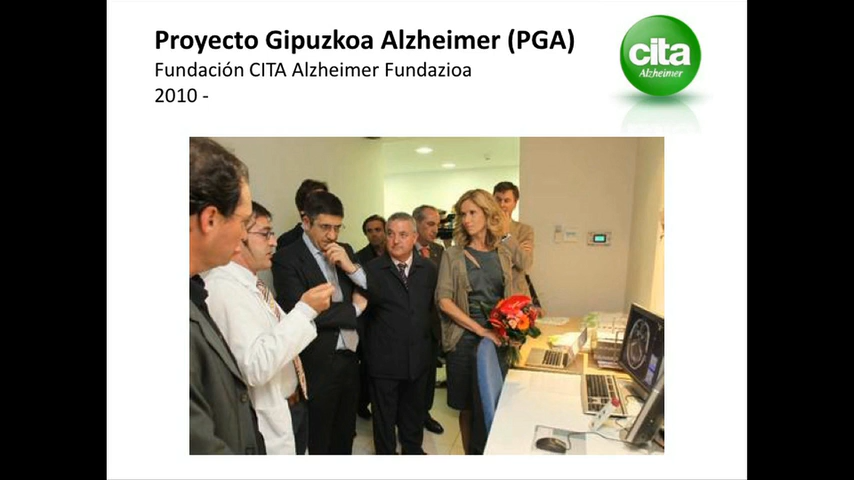 Proyecto Gipuzkoa Alzheimer (PGA)
Fundación CITA Alzheimer Fundazioa
2010 -
cita
Alzheimer